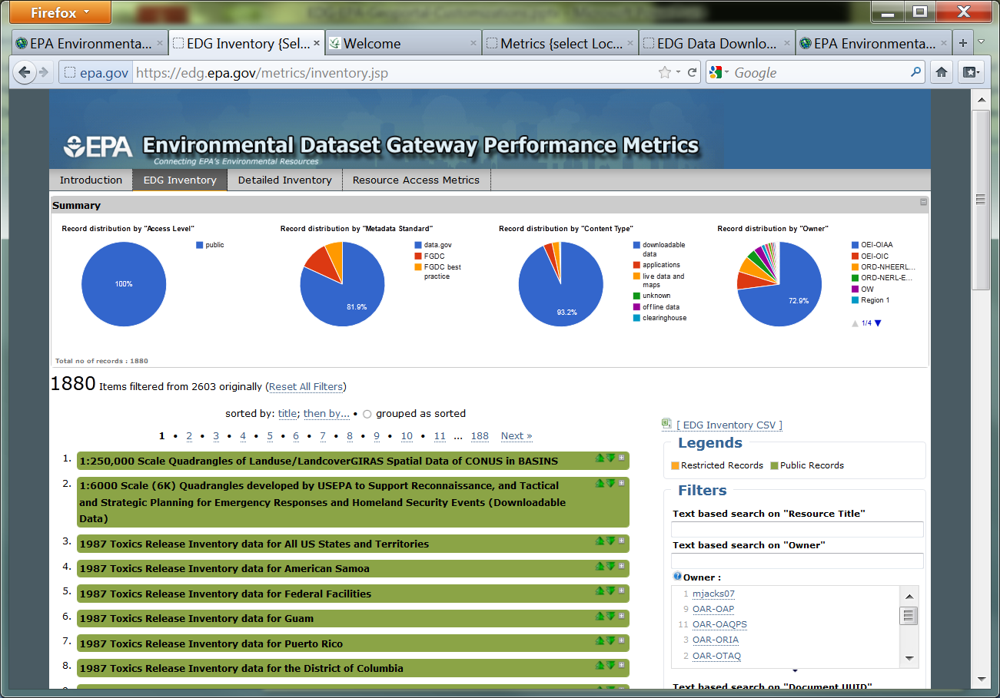 Firefox
EPA Environmenta...
EDG Inventory {Sel...
Welcome
Metrics {select Loc...
EDG Data Downlo...
EPA Environmenta...
epa.gov
https://edg.epa.gov/metrics/inventory.jsp
Google
EPA Environmental Dataset Gateway Performance Metrics
Connecting EPA's Environmental Resources
Introduction
EDG Inventory
Detailed Inventory
Resource Access Metrics
Summary
Record distribution by "Access Level"
100%
public
Record distribution by "Metadata Standard"
81.9%
data.gov
FGDC
FGDC best
practice
Record distribution by "Content Type"
93.2%
downloadable
data
applications
live data and
maps
unknown
offline data
clearinghouse
Record distribution by "Owner"
72.9%
OEI-OIAA
OEI-OIC
ORD-NHEERL...
ORD-NERL-E...
OW
Region 1
1/4
Total no of records : 1880
1880 Items filtered from 2603 originally (Reset All Filters)
sorted by: title; then by... • grouped as sorted
1 • 2 • 3 • 4 • 5 • 6 • 7 • 8 • 9 • 10 • 11 ... 188 Next »
1. 1:250,000 Scale Quadrangles of Landuse/LandcoverGIRAS Spatial Data of CONUS in BASINS
2. 1:6000 Scale (6K) Quadrangles developed by USEPA to Support Reconnaissance, and Tactical
and Strategic Planning for Emergency Responses and Homeland Security Events (Downloadable
Data)
3. 1987 Toxics Release Inventory data for All US States and Territories
4. 1987 Toxics Release Inventory data for American Samoa
5. 1987 Toxics Release Inventory data for Federal Facilities
6. 1987 Toxics Release Inventory data for Guam
7. 1987 Toxics Release Inventory data for Puerto Rico
8. 1987 Toxics Release Inventory data for the District of Columbia
[ EDG Inventory CSV ]
Legends
Restricted Records Public Records
Filters
Text based search on "Resource Title"
Text based search on "Owner"
Owner :
1 mjacks07
9 OAR-OAP
11 OAR-OAQPS
3 OAR-ORIA
2 OAR-OTAQ
Text based search on "Document UUID"